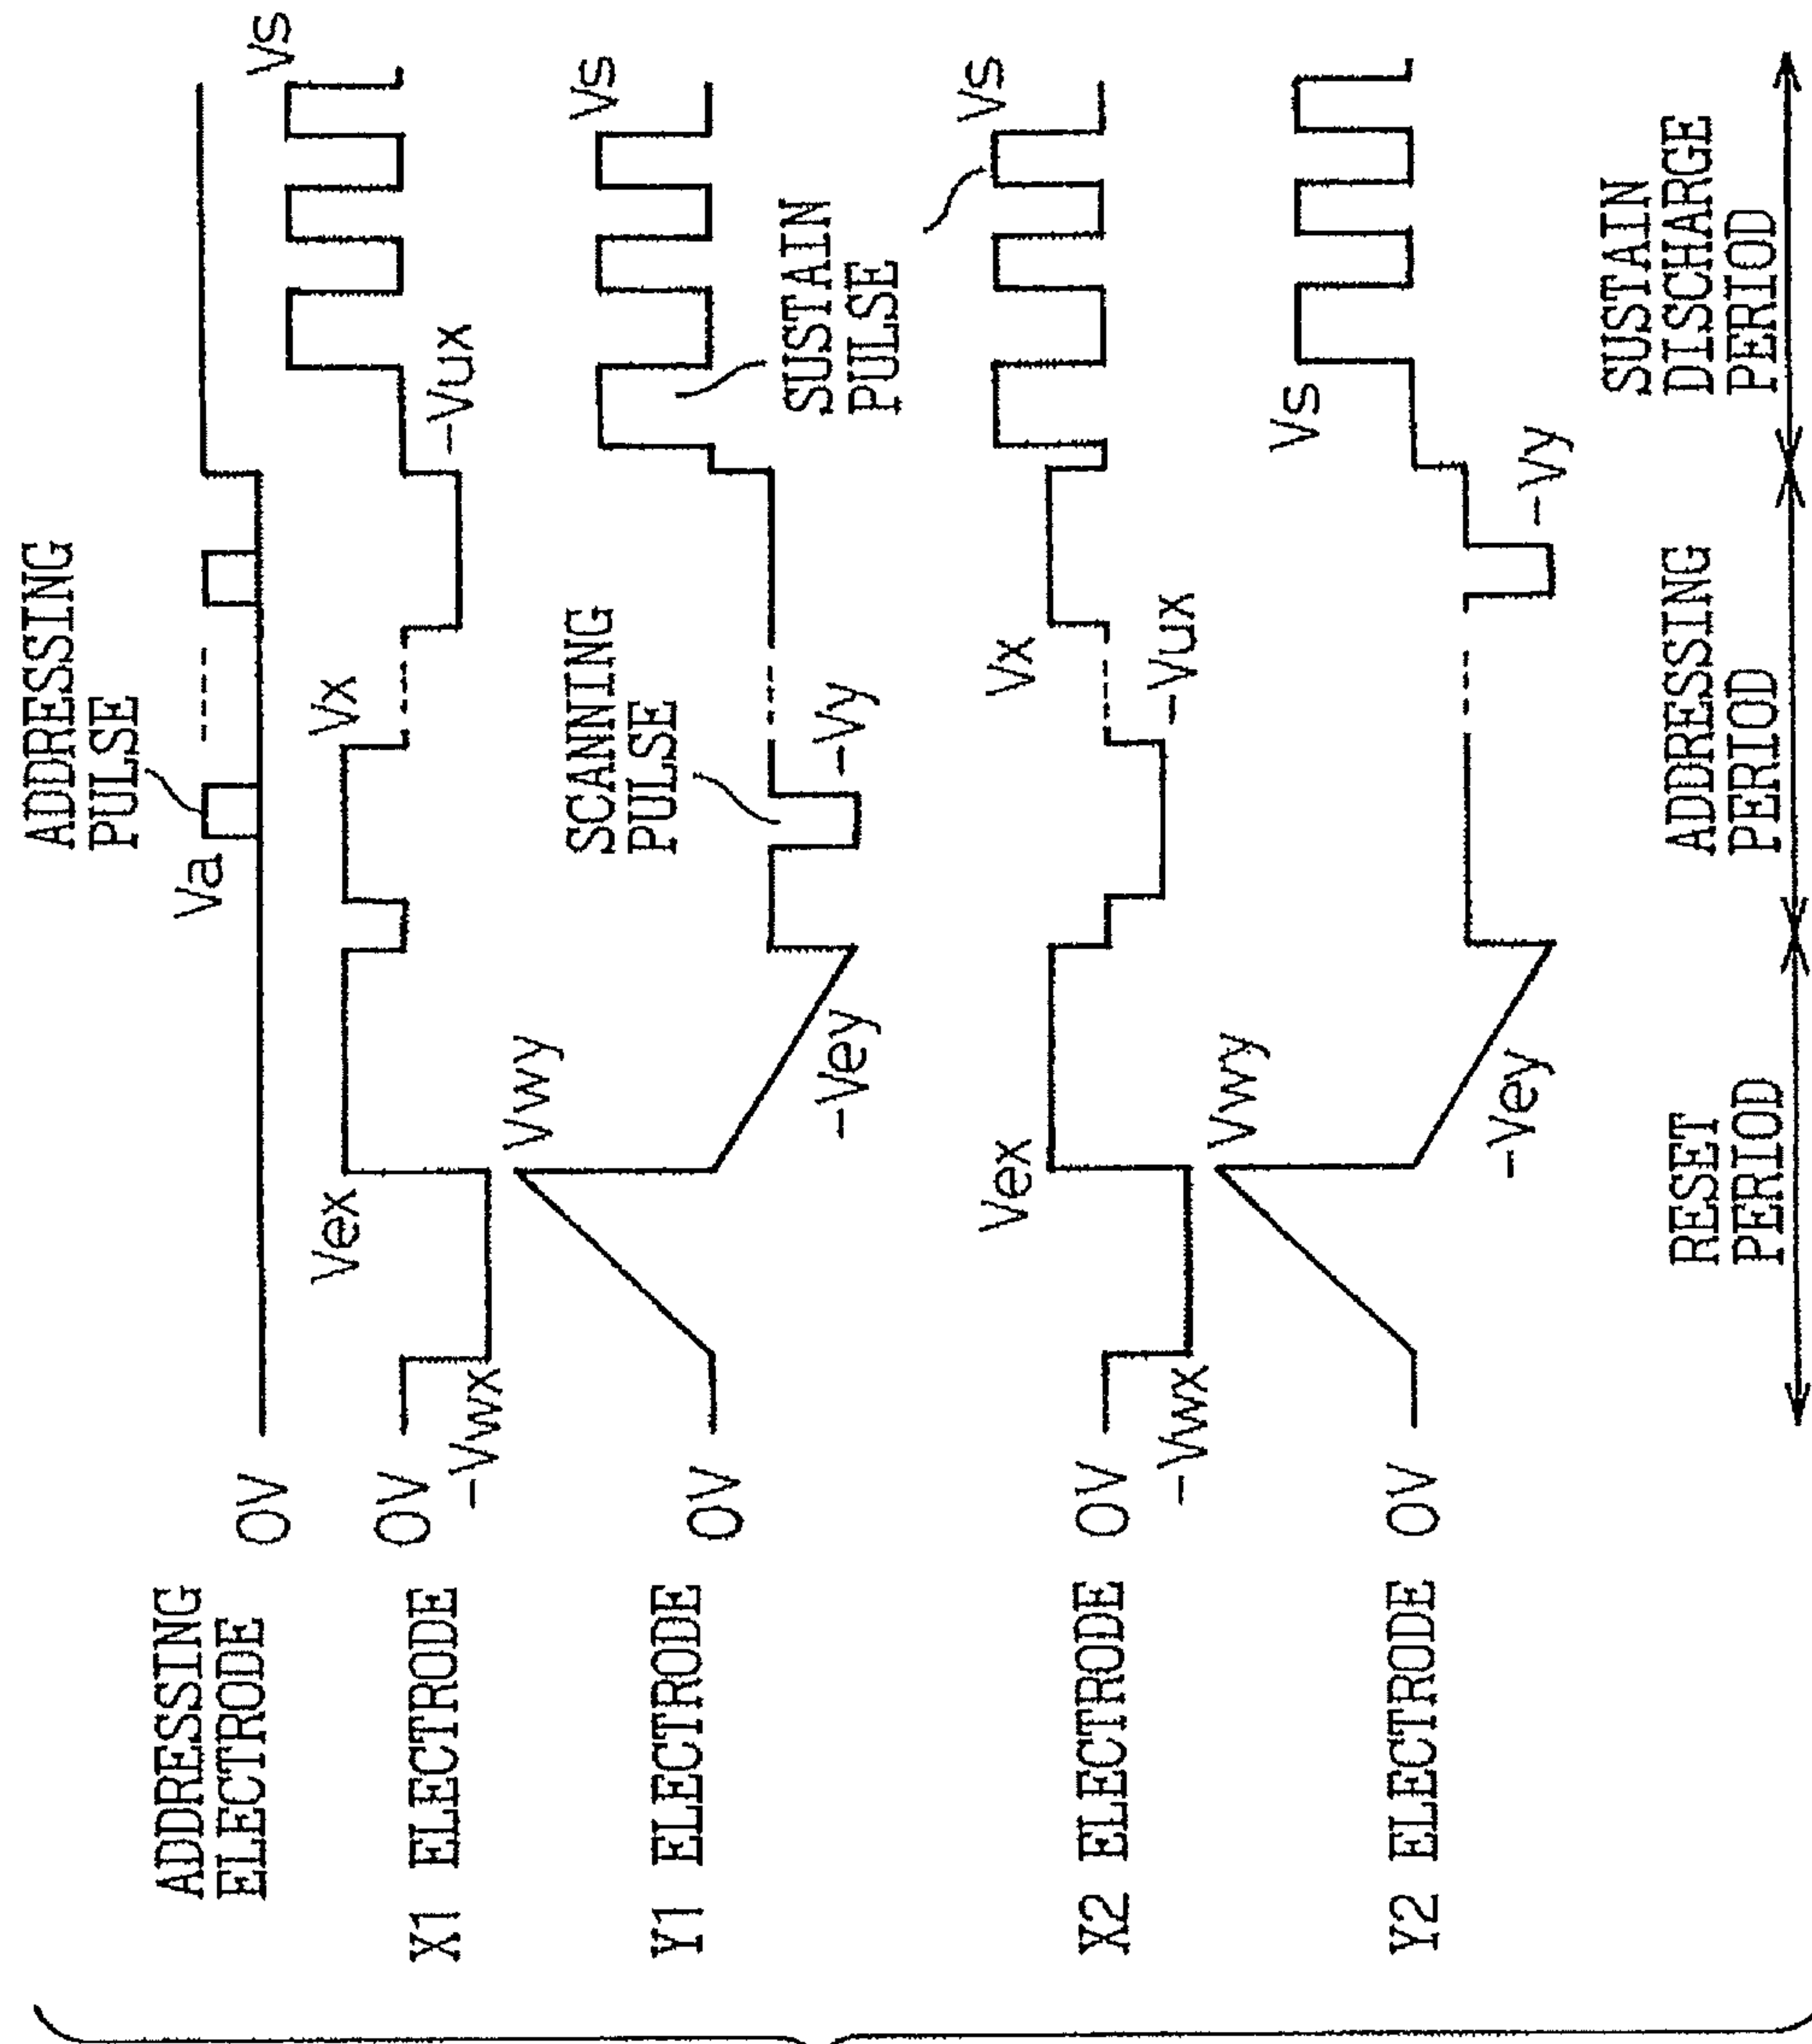 ADDRESSING
PULSE
ADDRESSING
ELECTRODE
0V
Va
X1 ELECTRODE
0V
-Vwx
Vex
Vx
-Vux
Vs
Y1 ELECTRODE
0V
Vwy
-Vey
SCANNING
PULSE
-Vy
Vs
SUSTAIN
PULSE
X2 ELECTRODE
0V
-Vwx
Vex
-Vux
Vx
Vs
Y2 ELECTRODE
0V
Vwy
-Vey
-Vy
Vs
RESET
PERIOD
ADDRESSING
PERIOD
SUSTAIN
DISCHARGE
PERIOD